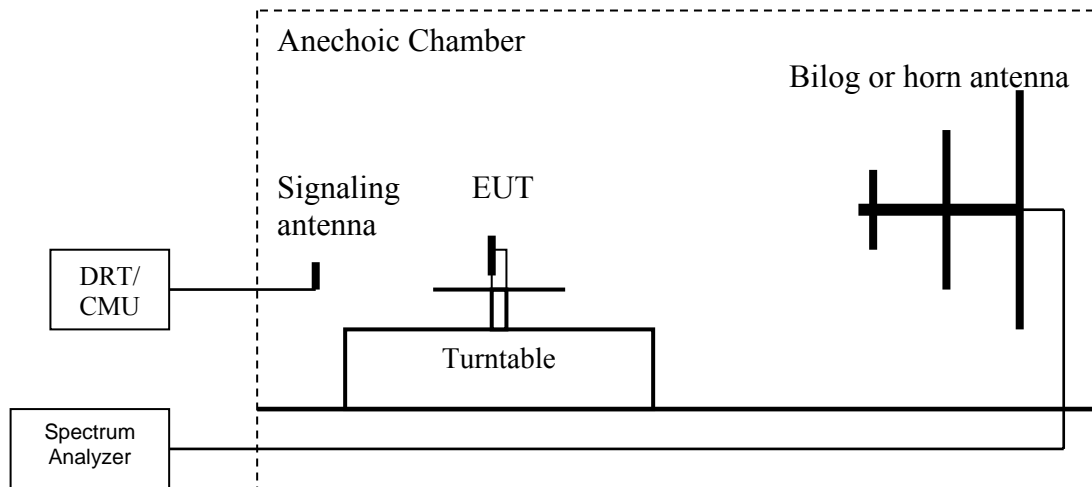 Anechoic Chamber
Bilog or horn antenna
Signaling
antenna
EUT
DRT/
CMU
Turntable
Spectrum
Analyzer